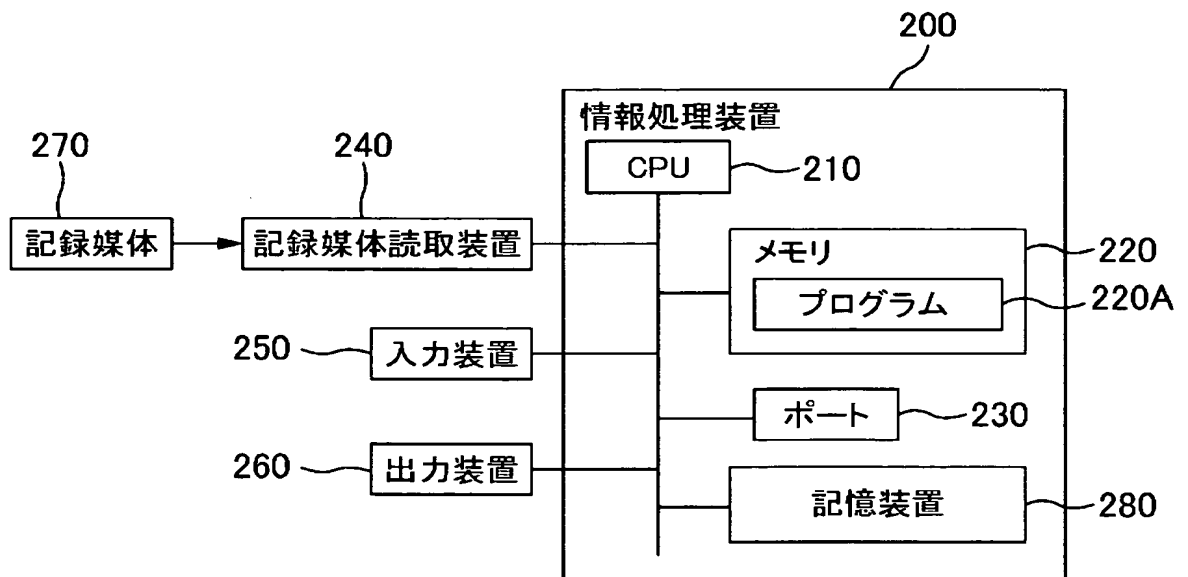 200
情報処理装置
270
240
CPU
210
記録媒体
記録媒体読取装置
メモリ
220
プログラム
220A
250
入力装置
ポート
230
260
出力装置
記憶装置
280